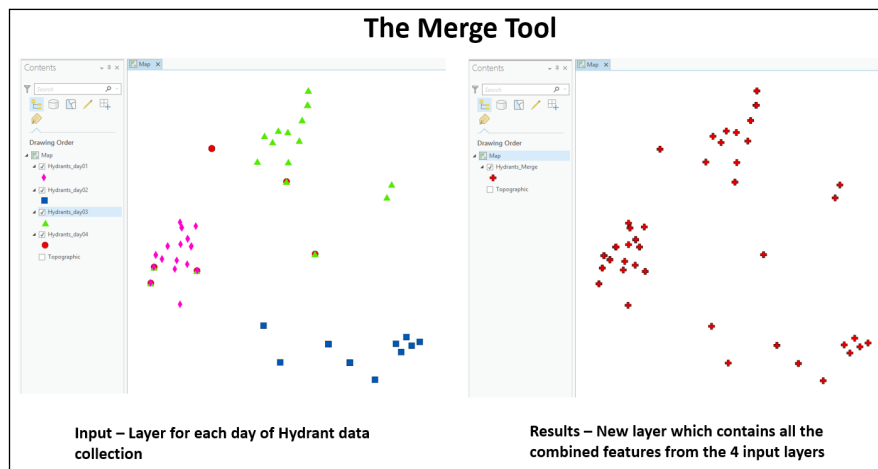 The Merge Tool
Contents
Search
Drawing Order
Map
Hydrants_day01
Hydrants_day02
Hydrants_day03
Hydrants_day04
Topographic
Map
Input – Layer for each day of Hydrant data
collection
Contents
Search
Drawing Order
Map
Hydrants_Merge
Topographic
Map
Results – New layer which contains all the
combined features from the 4 input layers